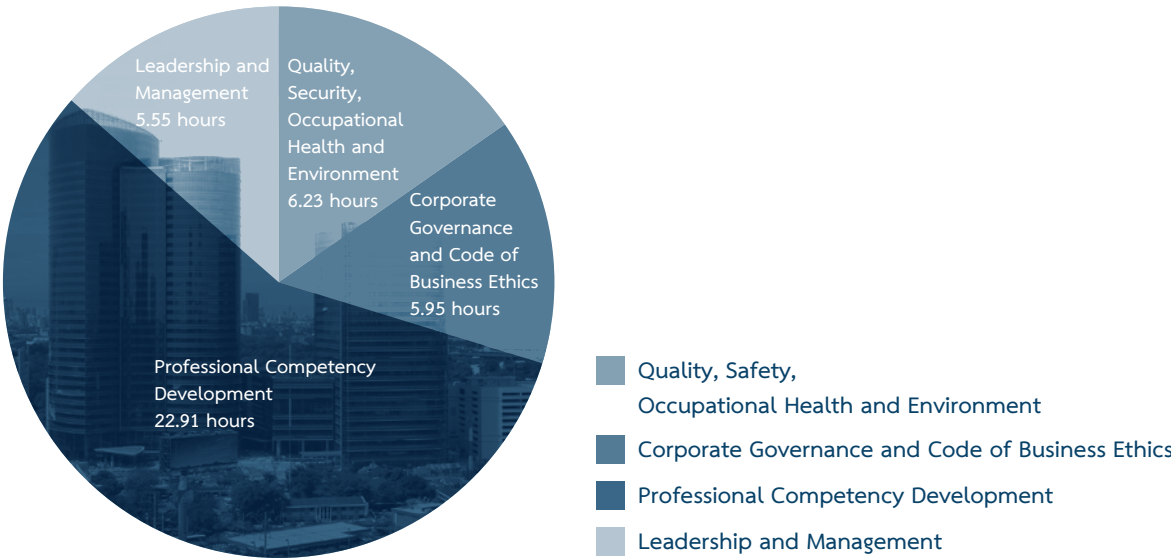 Leadership and
Management
5.55 hours
Quality,
Security,
Occupational
Health and
Environment
6.23 hours
Corporate
Governance
and Code of
Business Ethics
5.95 hours
Professional Competency
Development
22.91 hours
Quality, Safety,
Occupational Health and Environment
Corporate Governance and Code of Business Ethics
Professional Competency Development
Leadership and Management